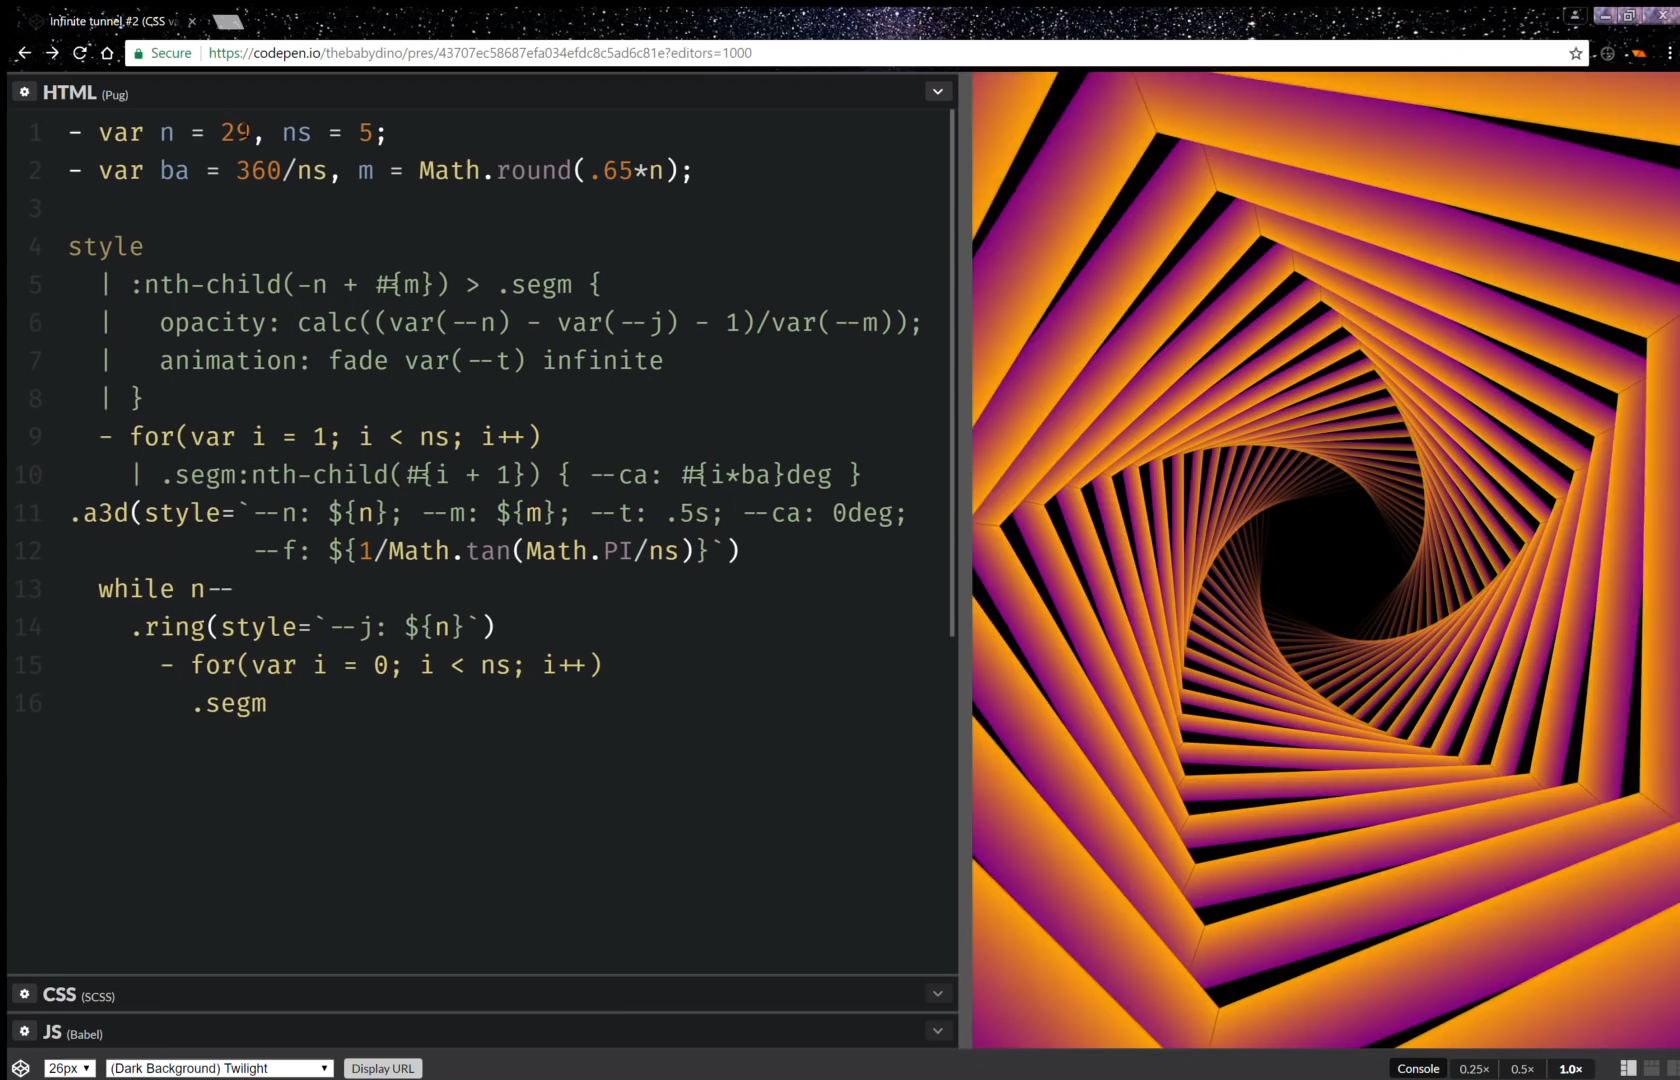 Infinite tunnel #2 (CSS va
Secure https://codepen.io/thebabydino/pres/43707ec58687efa034efdc8c5ad6c81e?editors=1000
HTML (Pug)
1 - var n = 29, ns = 5;
2 - var ba = 360/ns, m = Math.round(.65*n);
3
4 style
5 | :nth-child(-n + #{m}) > .segm {
6 | opacity: calc((var(--n) - var(--j) - 1)/var(--m));
7 | animation: fade var(--t) infinite
8 | }
9 - for(var i = 1; i < ns; i++)
10 | .segm:nth-child(#{i + 1}) { --ca: #{i*ba}deg }
11 .a3d(style=`--n: ${n}; --m: ${m}; --t: .5s; --ca: 0deg;
12 --f: ${1/Math.tan(Math.PI/ns)}`)
13 while n--
14 .ring(style=`--j: ${n}`)
15 - for(var i = 0; i < ns; i++)
16 .segm
CSS (SCSS)
JS (Babel)
26px (Dark Background) Twilight Display URL Console 0.25× 0.5× 1.0×